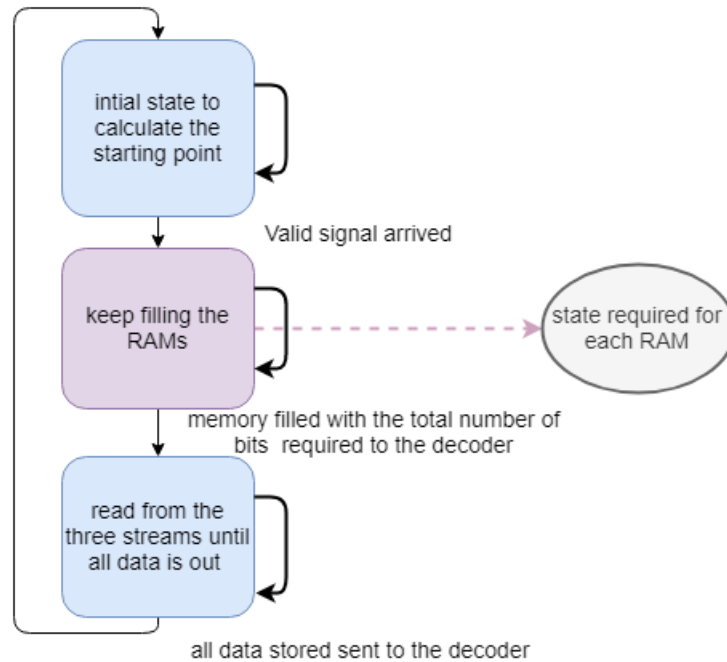 intial state to
calculate the
starting point
Valid signal arrived
keep filling the
RAMs
state required for
each RAM
memory filled with the total number of
bits required to the decoder
read from the
three streams until
all data is out
all data stored sent to the decoder